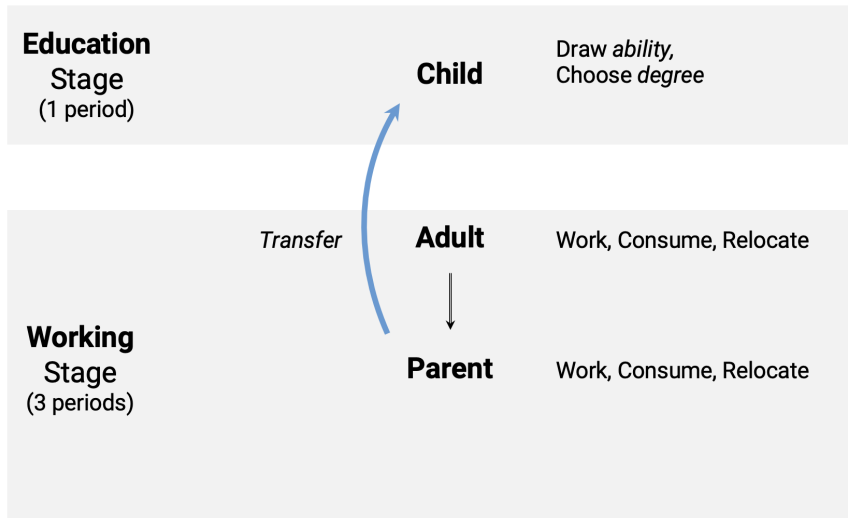 Education
Stage
(1 period)
Child
Draw ability,
Choose degree
Transfer
Adult
Work, Consume, Relocate
Working
Stage
(3 periods)
Parent
Work, Consume, Relocate